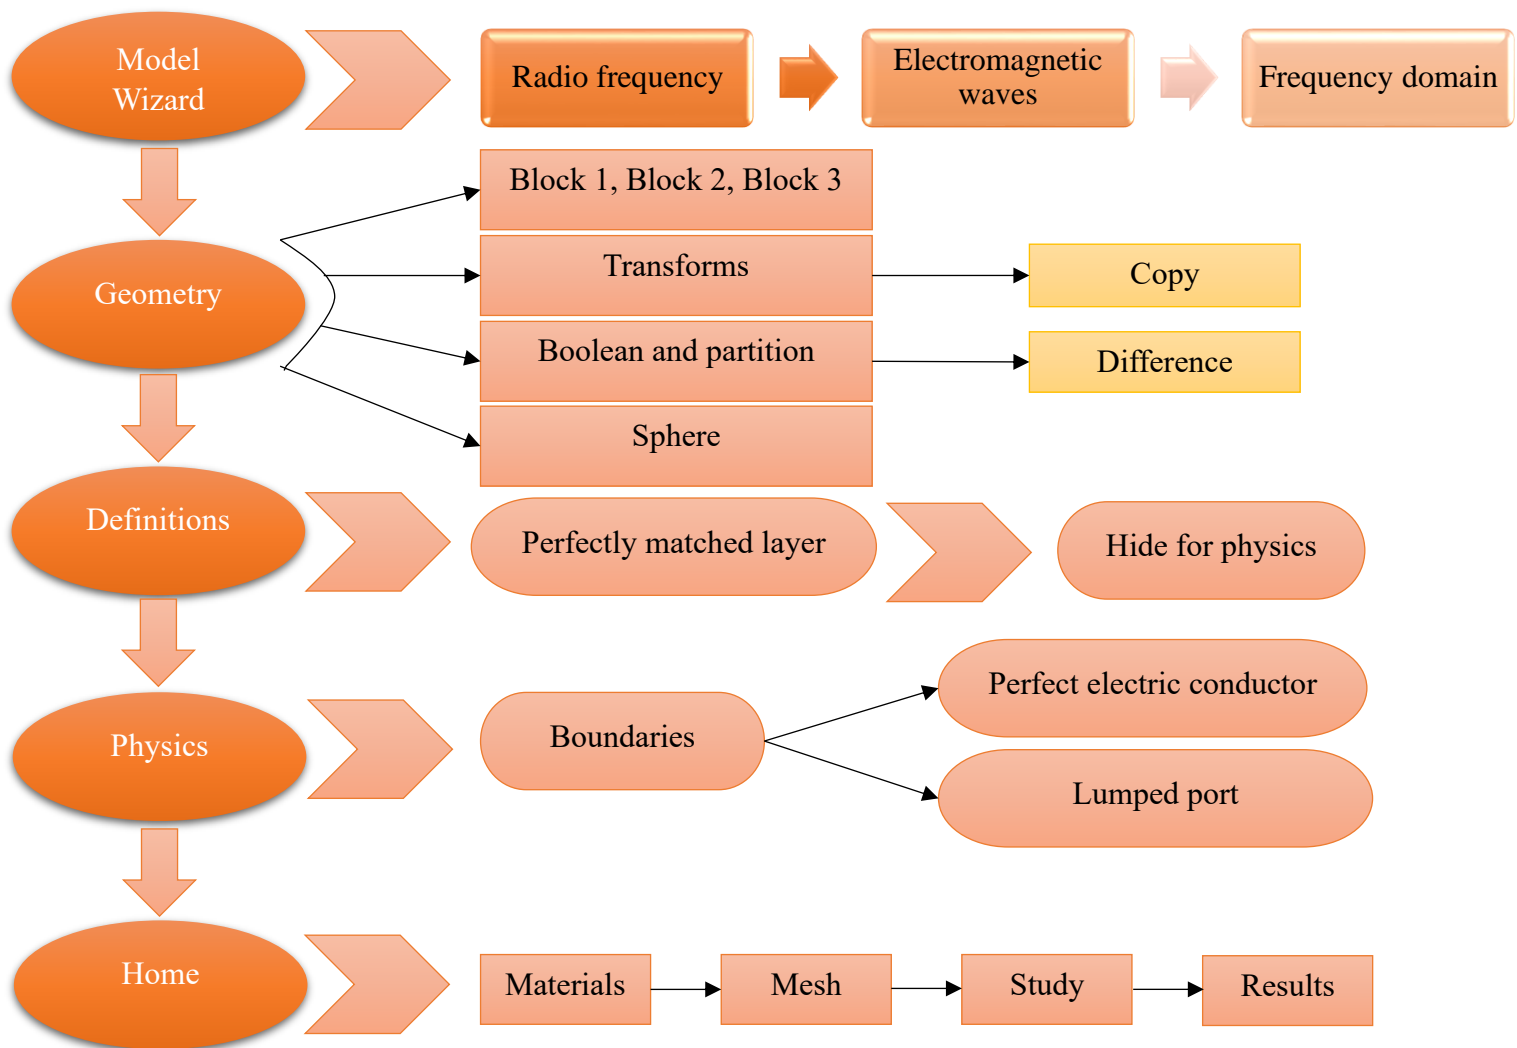 Model
Wizard
Radio frequency
Electromagnetic
waves
Frequency domain
Block 1, Block 2, Block 3
Geometry
Transforms
Copy
Boolean and partition
Difference
Sphere
Definitions
Perfectly matched layer
Hide for physics
Physics
Boundaries
Perfect electric conductor
Lumped port
Home
Materials
Mesh
Study
Results